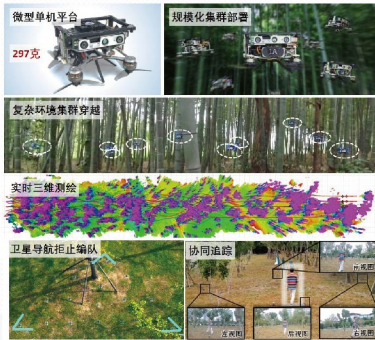 微型单机平台
规模化集群部署
297克
复杂环境集群穿越
实时三维测绘
卫星导航拒止编队
协同追踪
前视图
左视图
后视图
右视图